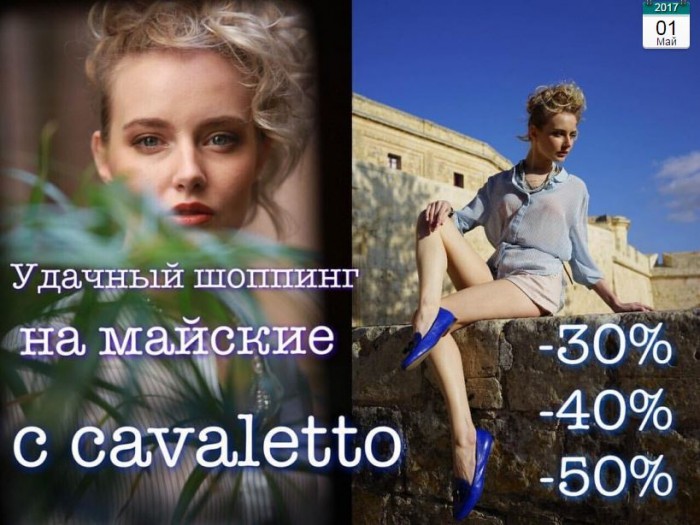 2017
01
Май
Удачный шоппинг
на майские
с cavaletto
-30%
-40%
-50%